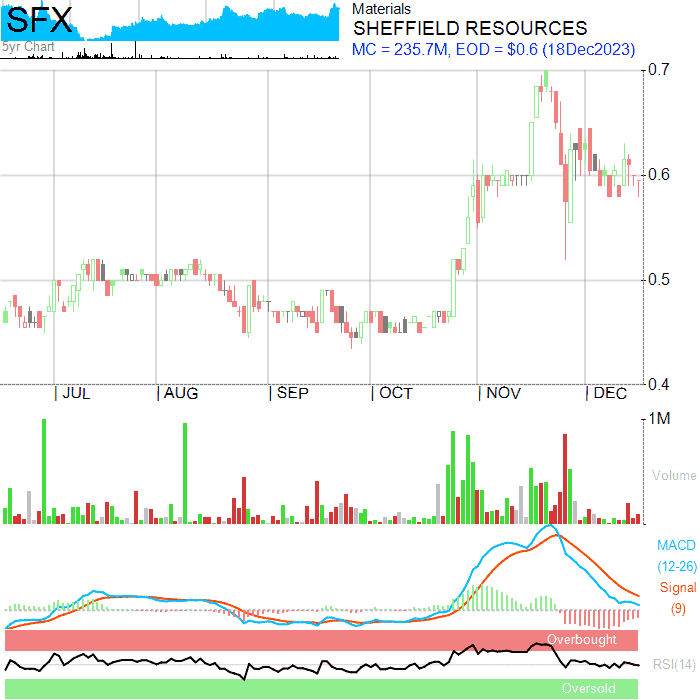 SFX
5yr Chart
Materials
SHEFFIELD RESOURCES
MC = 235.7M, EOD = $0.6 (18Dec2023)
0.7
0.6
0.5
0.4
JUL AUG SEP OCT NOV DEC
1M
Volume
MACD
(12-26)
Signal
(9)
Overbought
RSI(14)
Oversold